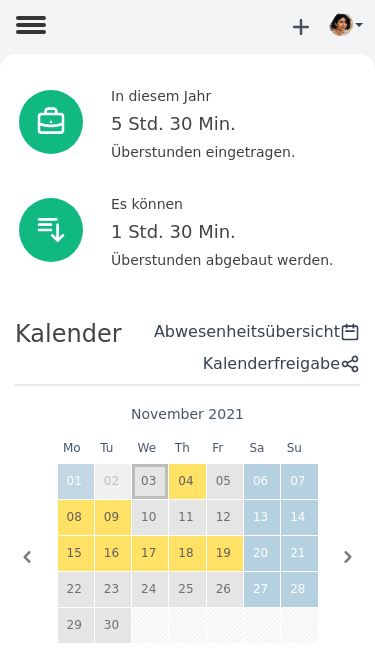 In diesem Jahr
5 Std. 30 Min.
Überstunden eingetragen.
Es können
1 Std. 30 Min.
Überstunden abgebaut werden.
Kalender
Abwesenheitsübersicht
Kalenderfreigabe
November 2021
Mo Tu We Th Fr Sa Su
01 02 03 04 05 06 07
08 09 10 11 12 13 14
15 16 17 18 19 20 21
22 23 24 25 26 27 28
29 30